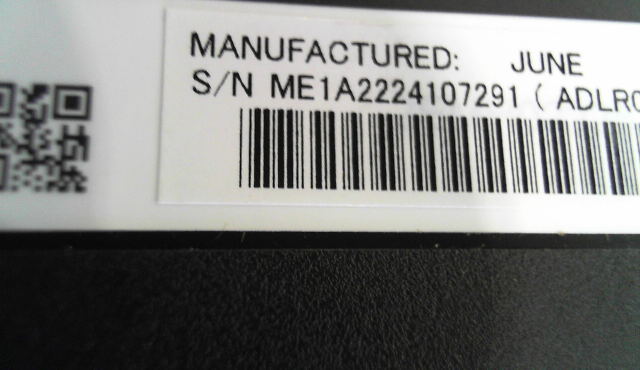 MANUFACTURED: JUNE
S/N ME1A2224107291 ( ADLR